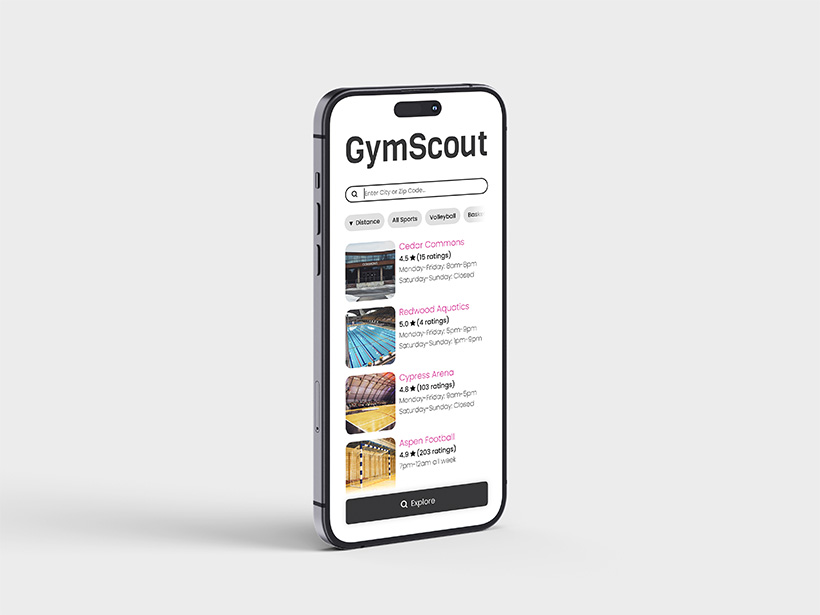 GymScout
Enter City or Zip Code...
▼ Distance
All Sports
Volleyball
Baske
Cedar Commons
4.5 ★ (15 ratings)
Monday-Friday: 8am-8pm
Saturday-Sunday: Closed
Redwood Aquatics
5.0 ★ (4 ratings)
Monday-Friday: 5pm-9pm
Saturday-Sunday: 1pm-9pm
Cypress Arena
4.8 ★ (103 ratings)
Monday-Friday: 9am-5pm
Saturday-Sunday: Closed
Aspen Football
4.9 ★ (203 ratings)
7pm-12am all week
Explore